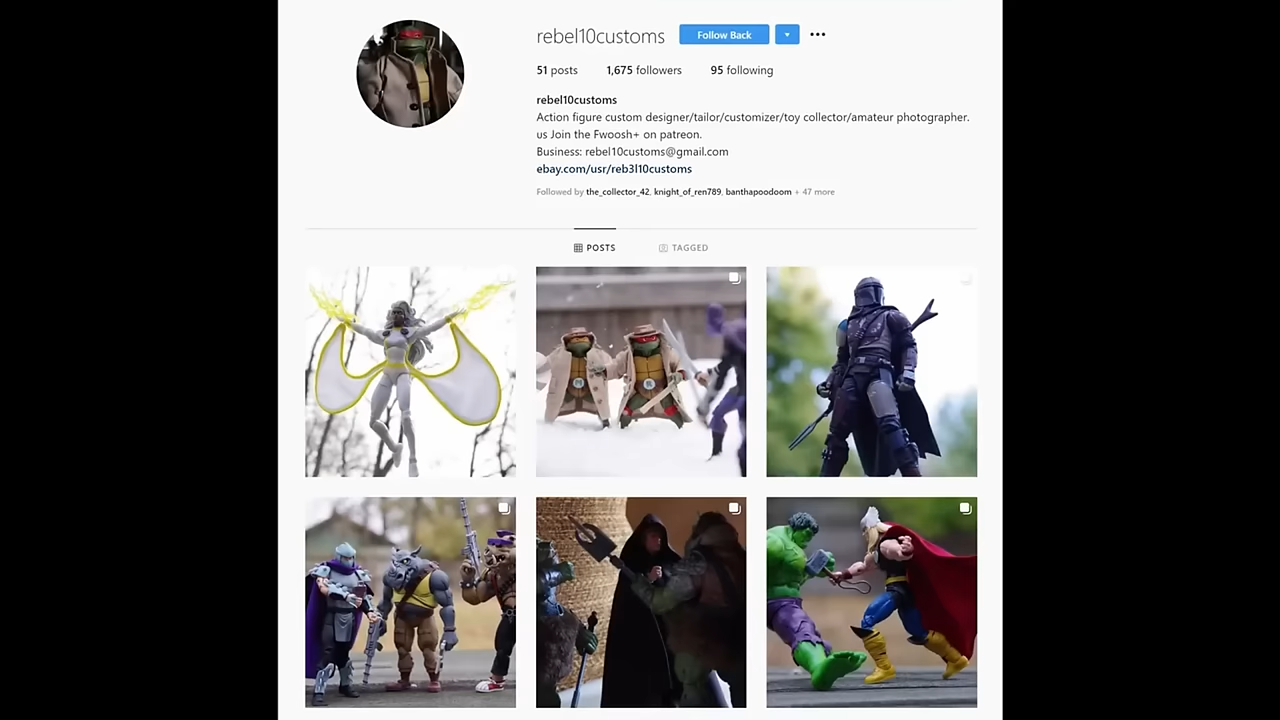 rebel10customs Follow Back
51 posts 1,675 followers 95 following
rebel10customs
Action figure custom designer/tailor/customizer/toy collector/amateur photographer.
us Join the Fwoosh+ on patreon.
Business: rebel10customs@gmail.com
ebay.com/usr/reb3l10customs
Followed by the_collector_42, knight_of_ren789, banthapoodoom + 47 more
POSTS TAGGED